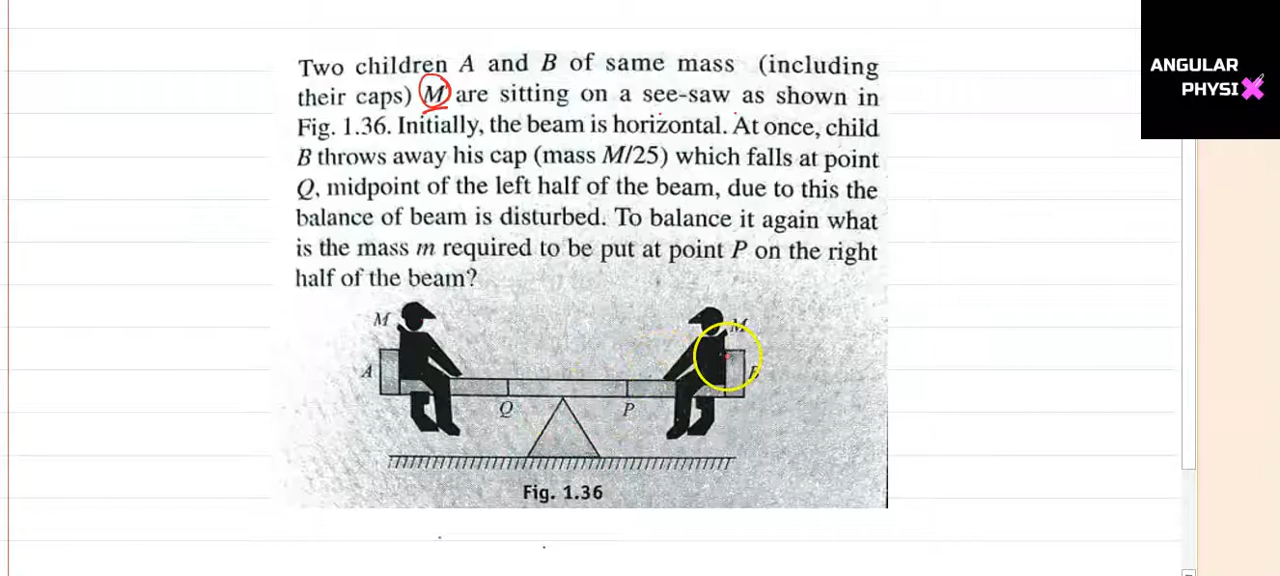 ANGULAR
PHYSI
Two children A and B of same mass (including
their caps) M are sitting on a see-saw as shown in
Fig. 1.36. Initially, the beam is horizontal. At once, child
B throws away his cap (mass M/25) which falls at point
Q, midpoint of the left half of the beam, due to this the
balance of beam is disturbed. To balance it again what
is the mass m required to be put at point P on the right
half of the beam?
M
M
A
Q
P
Fig. 1.36